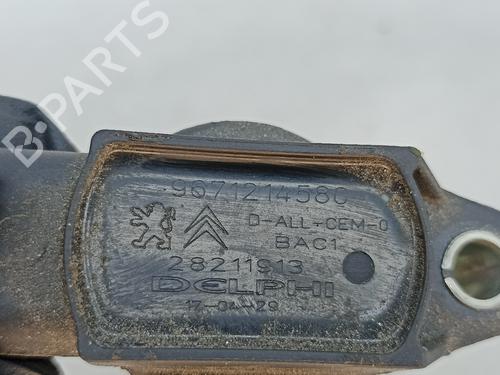 B-PARTS
9671214580
D-ALL-CEM-0
BAC1
28211913
DELPHI
17-04-29